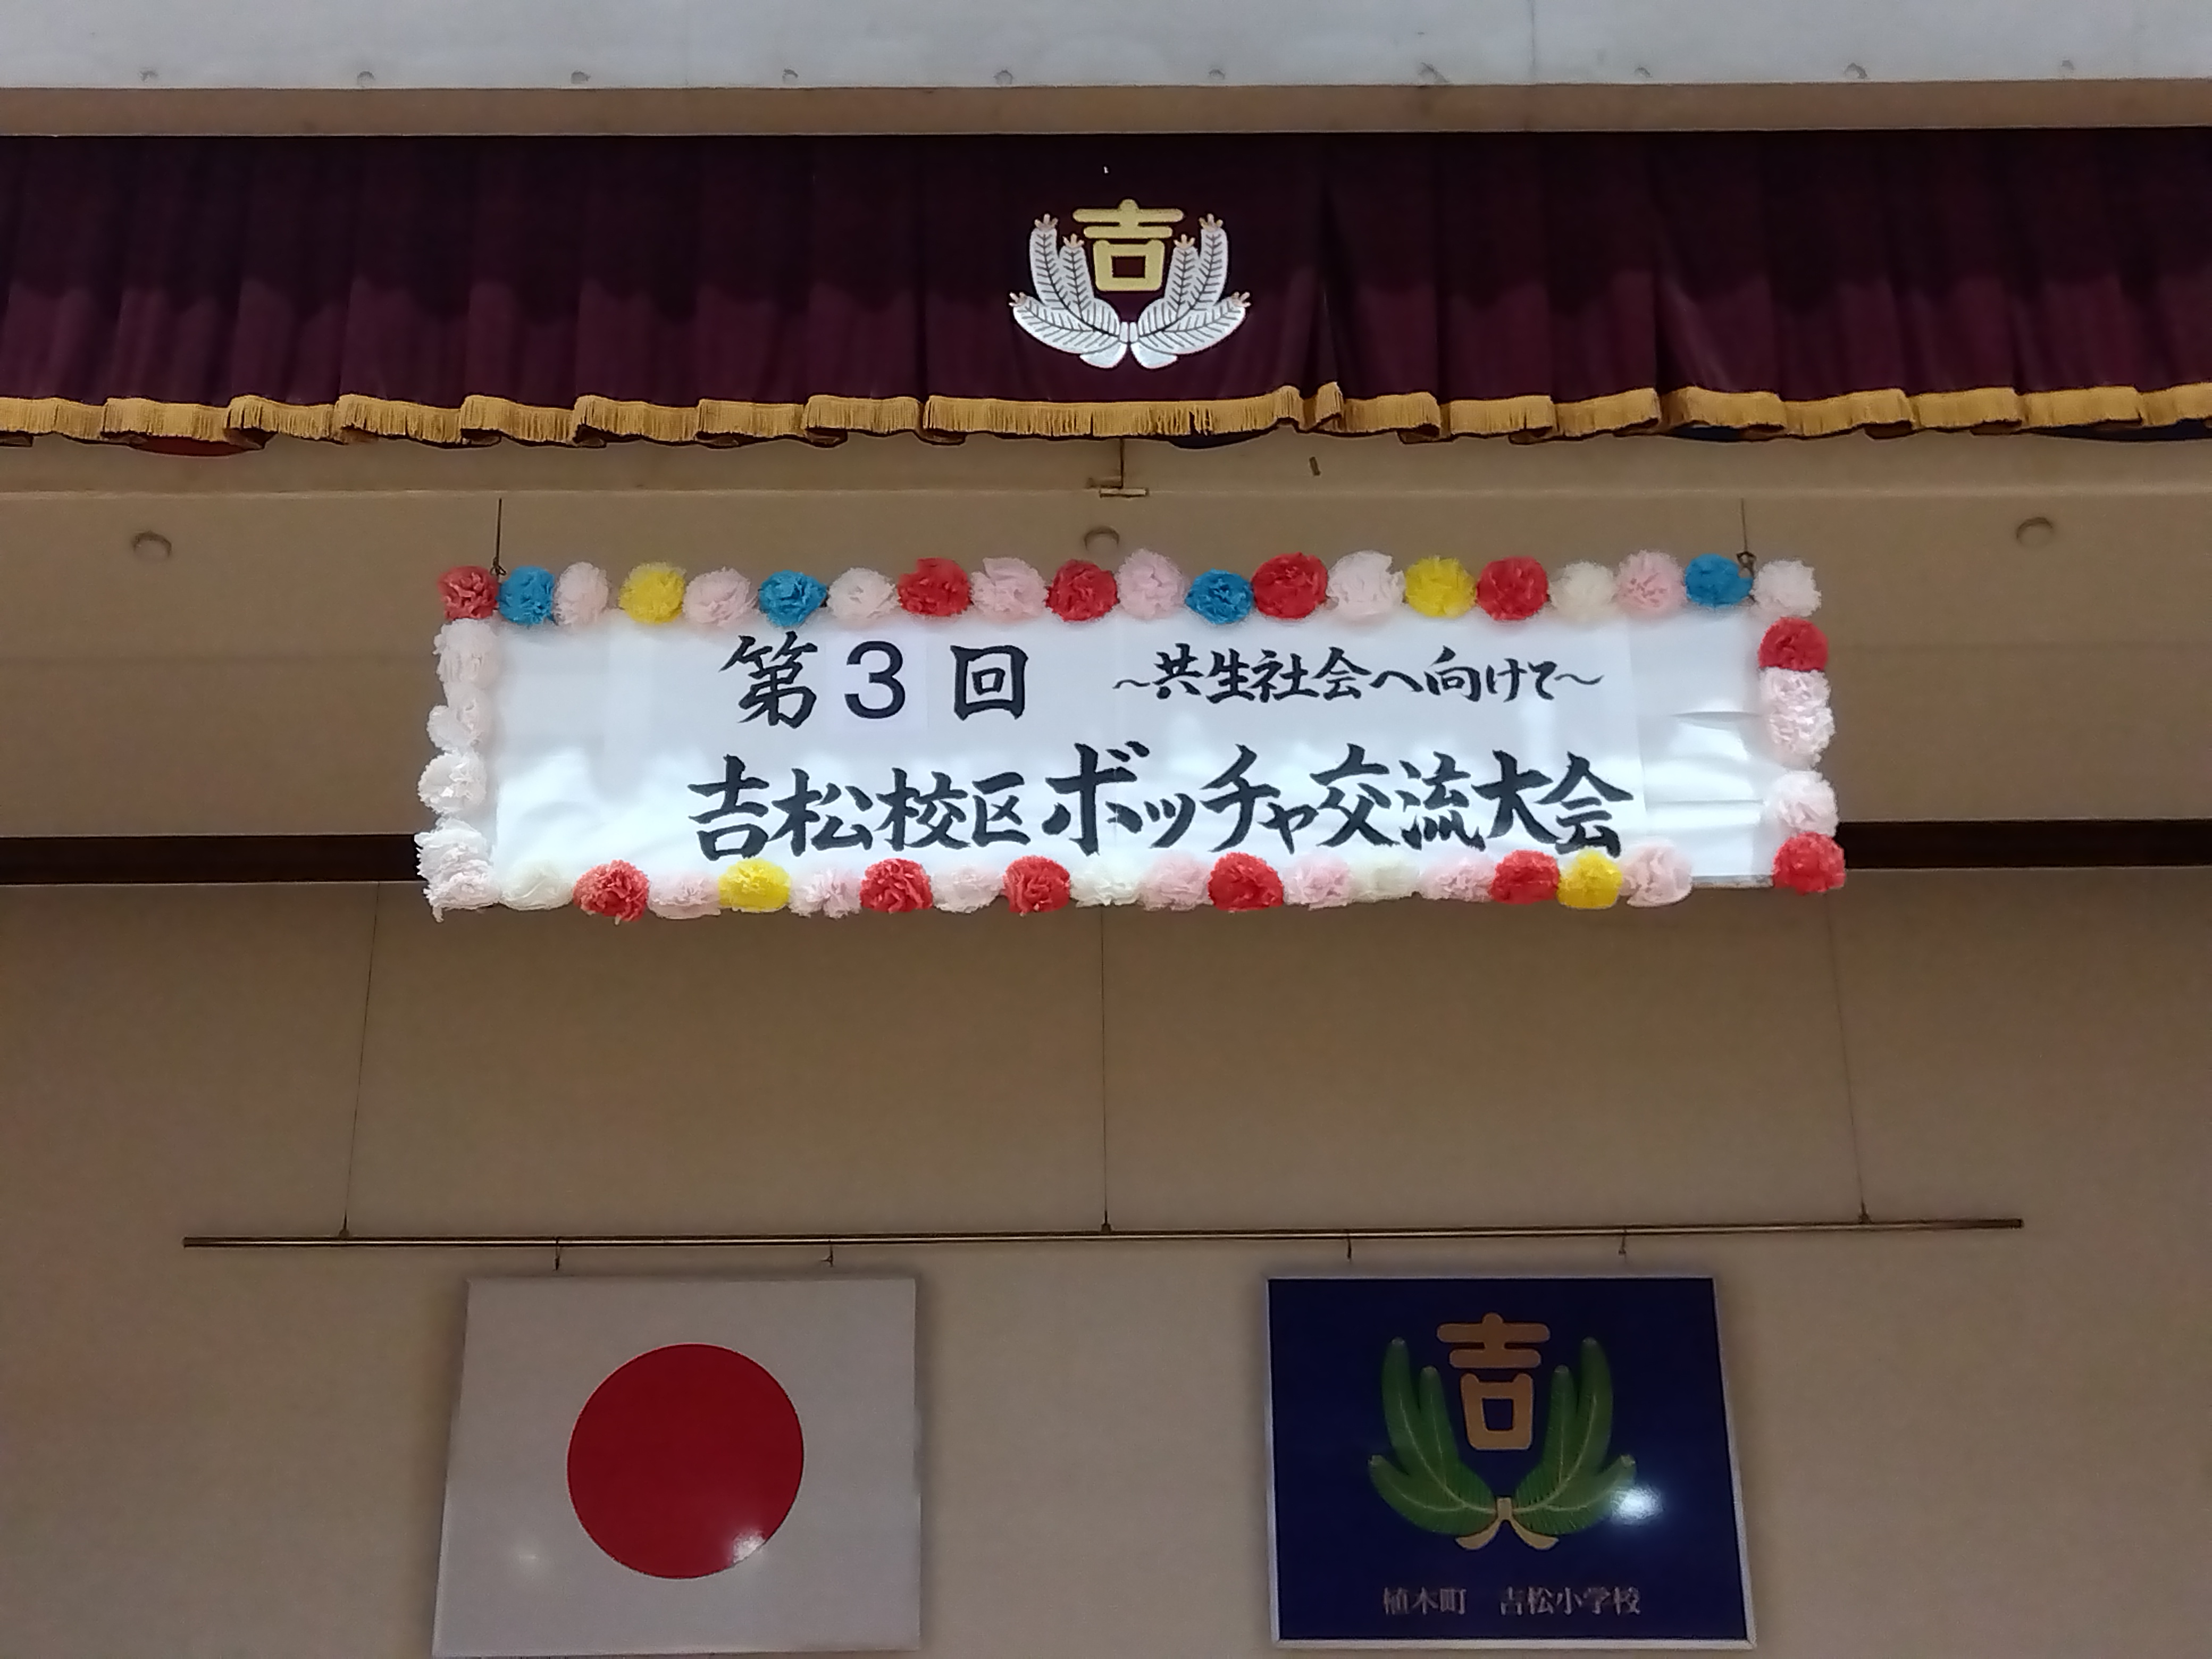 吉
第3回 ～共生社会へ向けて～
吉松校区ボッチャ交流大会
吉
植木町 吉松小学校